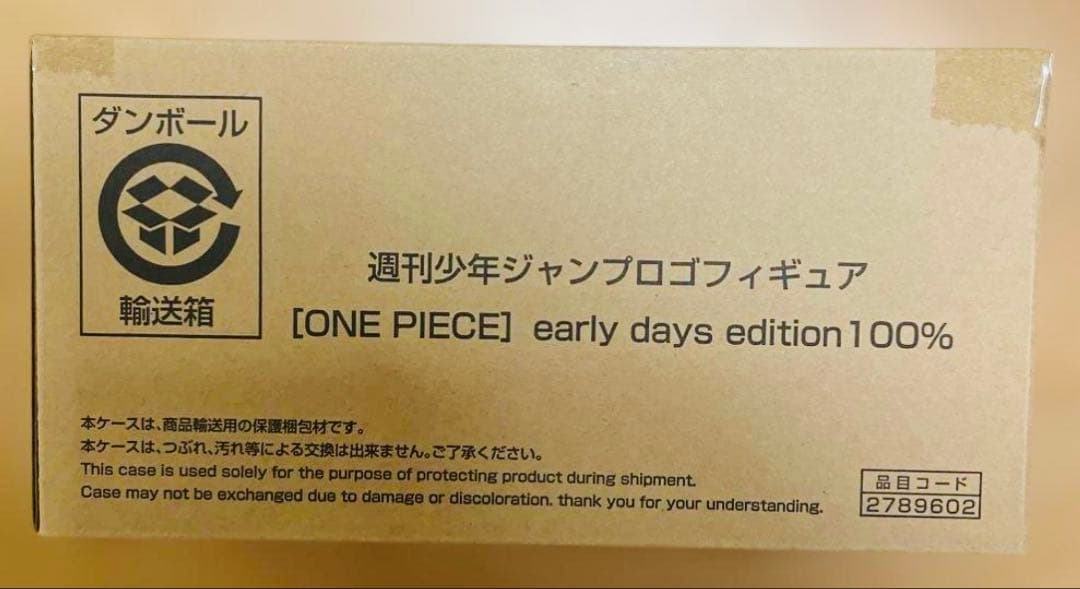 ダンボール
輸送箱
週刊少年ジャンプロゴフィギュア
[ONE PIECE] early days edition100%
本ケースは、商品輸送用の保護梱包材です。
本ケースは、つぶれ、汚れ等による交換は出来ません。ご了承ください。
This case is used solely for the purpose of protecting product during shipment.
Case may not be exchanged due to damage or discoloration. thank you for your understanding.
品目コード
2789602